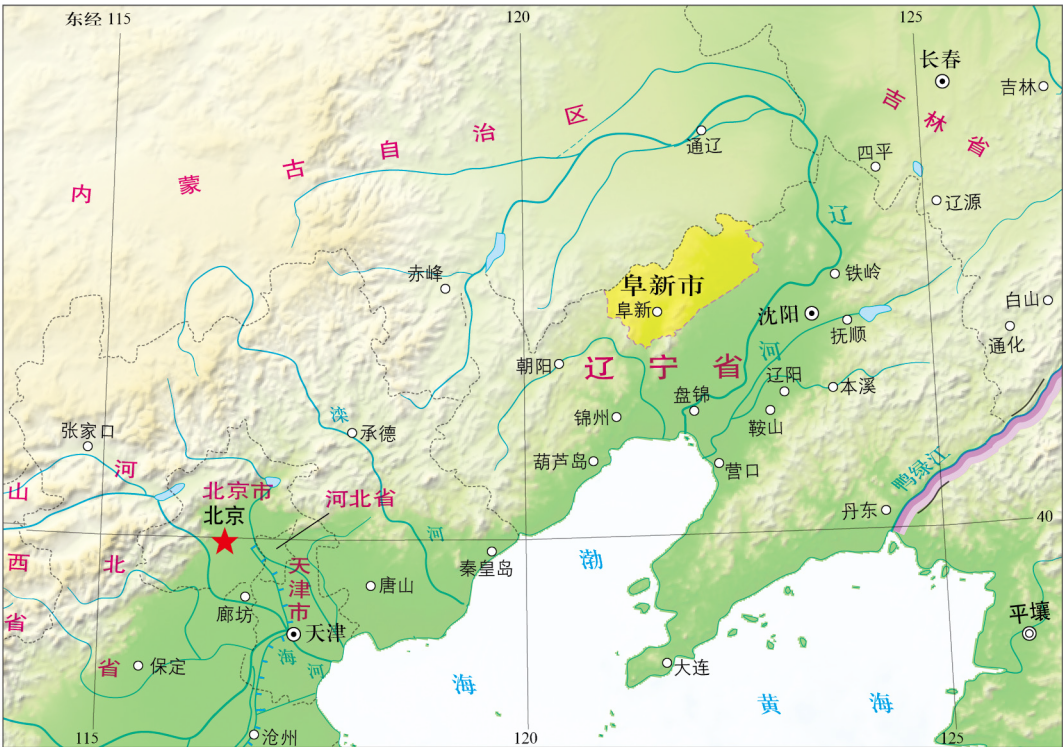 东经 115
120
125
长春
吉林
吉林省
内蒙古自治区
通辽
四平
辽源
辽
赤峰
阜新市
阜新
铁岭
沈阳
抚顺
白山
通化
朝阳
辽宁省
河
辽阳
本溪
盘锦
鞍山
锦州
滦
承德
张家口
葫芦岛
营口
鸭绿江
山
河
北京市
北京
河北省
丹东
40
西
北
河
秦皇岛
渤
天津市
唐山
廊坊
省
天津
平壤
海
河
省
保定
大连
海
黄
海
沧州
115
120
125